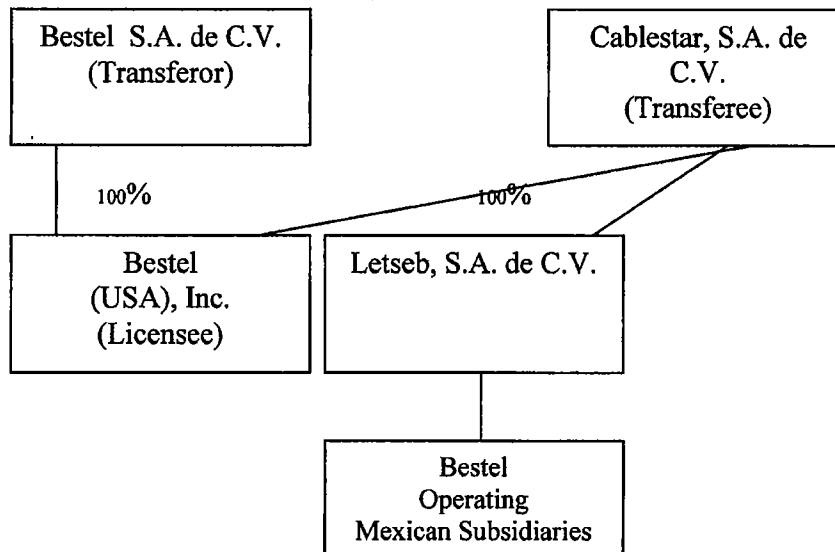 Bestel S.A. de C.V.
(Transferor)
Cablestar, S.A. de
C.V.
(Transferee)
100%
100%
Bestel
(USA), Inc.
(Licensee)
Letseb, S.A. de C.V.
Bestel
Operating
Mexican Subsidiaries